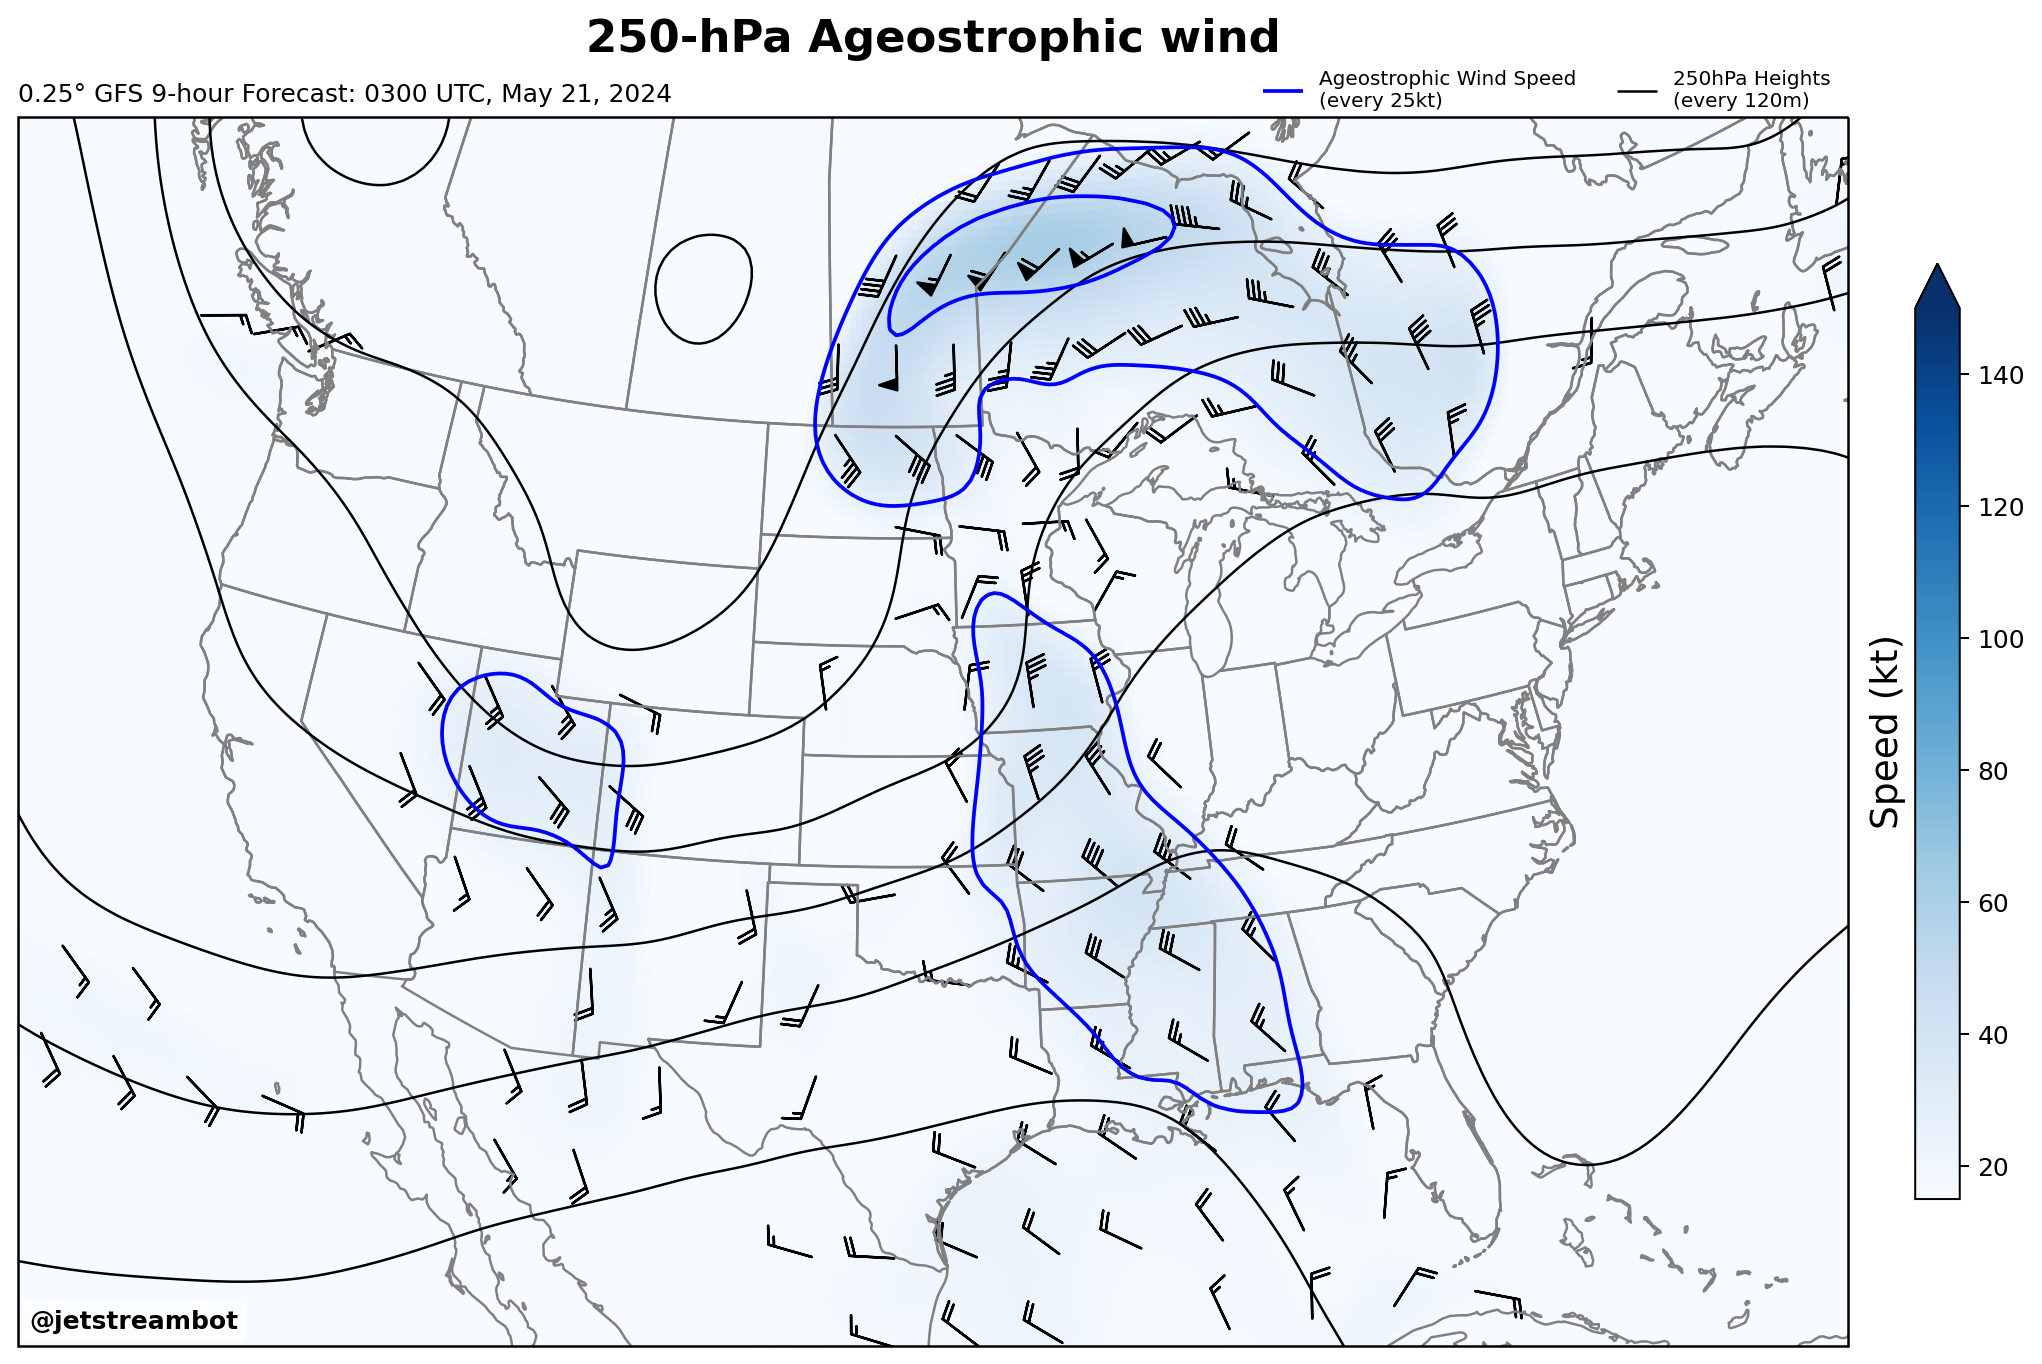 250-hPa Ageostrophic wind
0.25° GFS 9-hour Forecast: 0300 UTC, May 21, 2024
Ageostrophic Wind Speed
(every 25kt)
250hPa Heights
(every 120m)
140
120
100
80
60
40
20
Speed (kt)
@jetstreambot